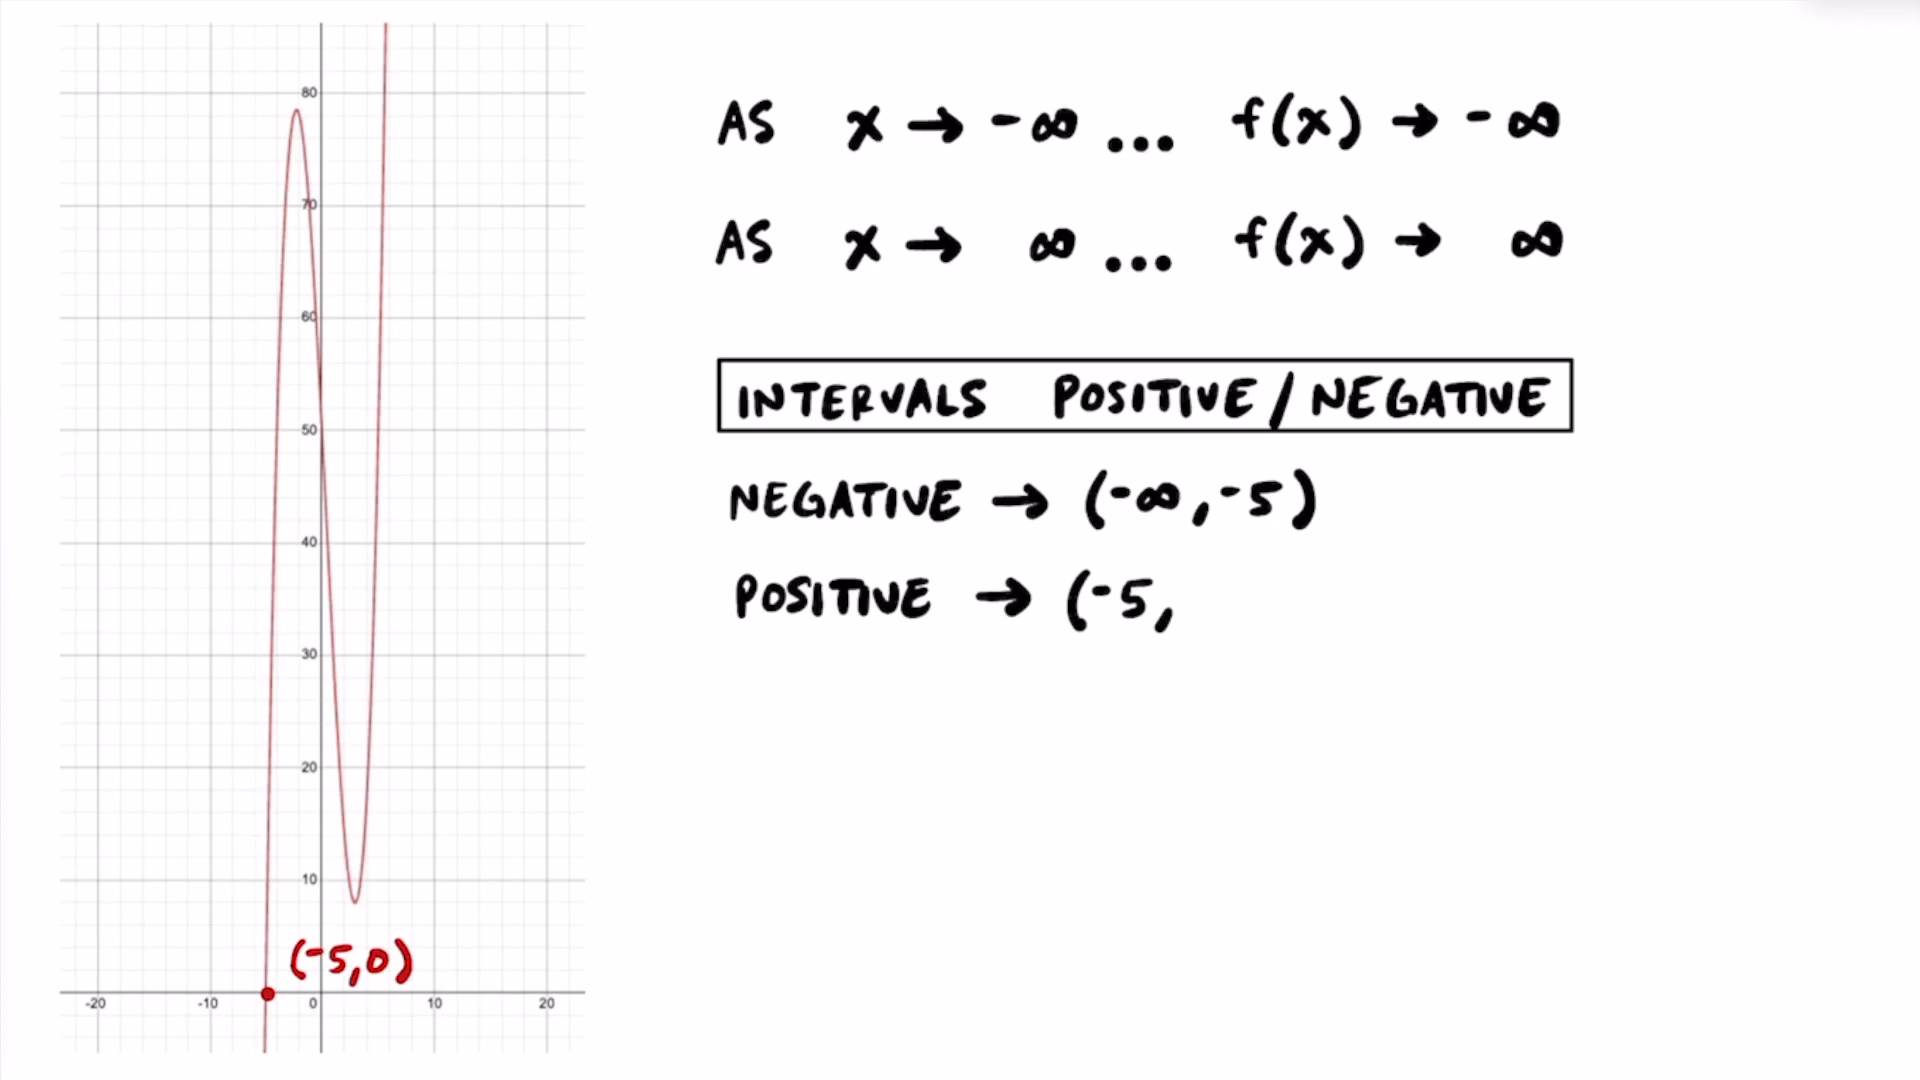 80
70
60
50
40
30
20
10
(-5,0)
-20 -10 0 10 20
AS x → -∞ ... f(x) → -∞
AS x → ∞ ... f(x) → ∞
INTERVALS POSITIVE/NEGATIVE
NEGATIVE → (-∞,-5)
POSITIVE → (-5,